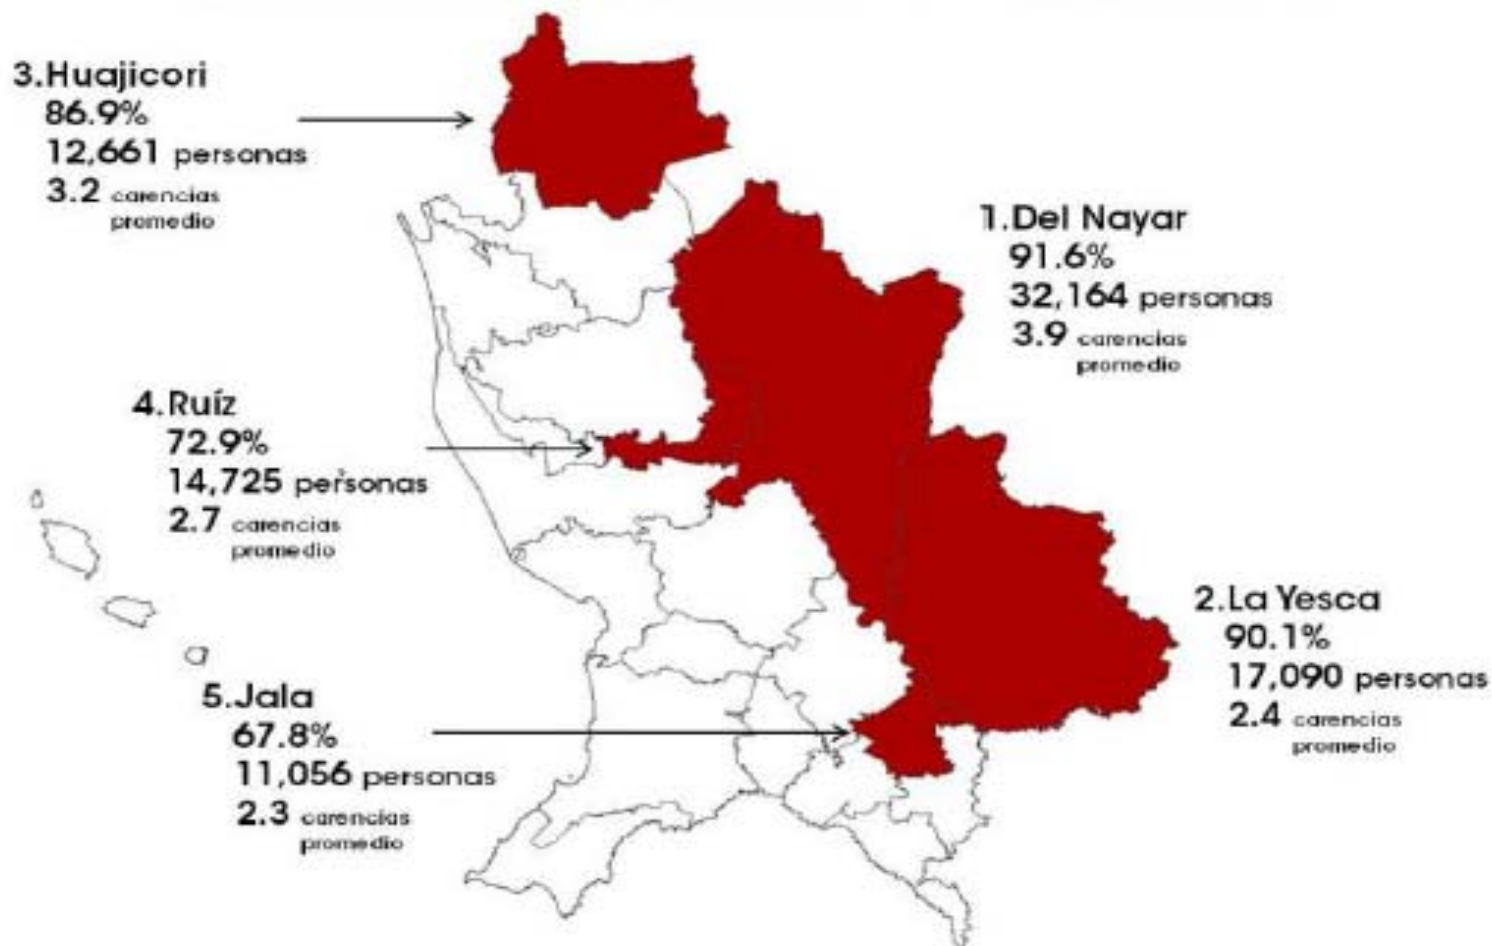 3.Huajicori
86.9%
12,661 personas
3.2 carencias
promedio
1.Del Nayar
91.6%
32,164 personas
3.9 carencias
promedio
4.Ruíz
72.9%
14,725 personas
2.7 carencias
promedio
2.La Yesca
90.1%
17,090 personas
2.4 carencias
promedio
5.Jala
67.8%
11,056 personas
2.3 carencias
promedio